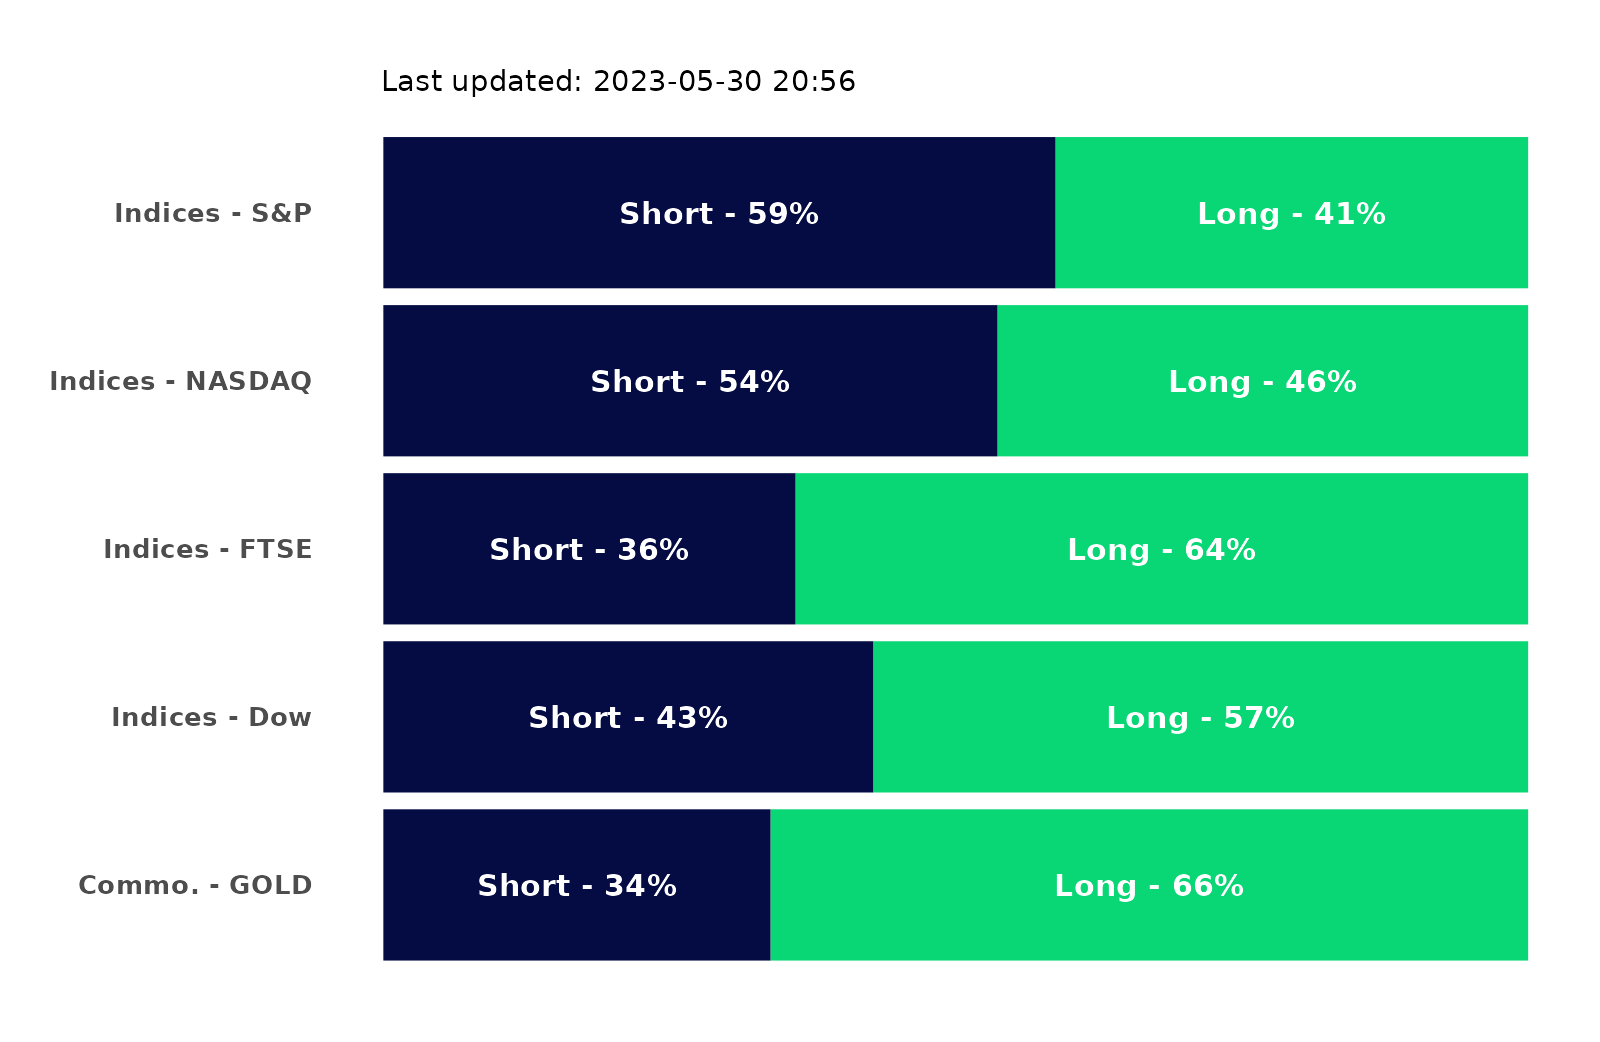 Last updated: 2023-05-30 20:56
Indices - S&P Short - 59% Long - 41%
Indices - NASDAQ Short - 54% Long - 46%
Indices - FTSE Short - 36% Long - 64%
Indices - Dow Short - 43% Long - 57%
Commo. - GOLD Short - 34% Long - 66%